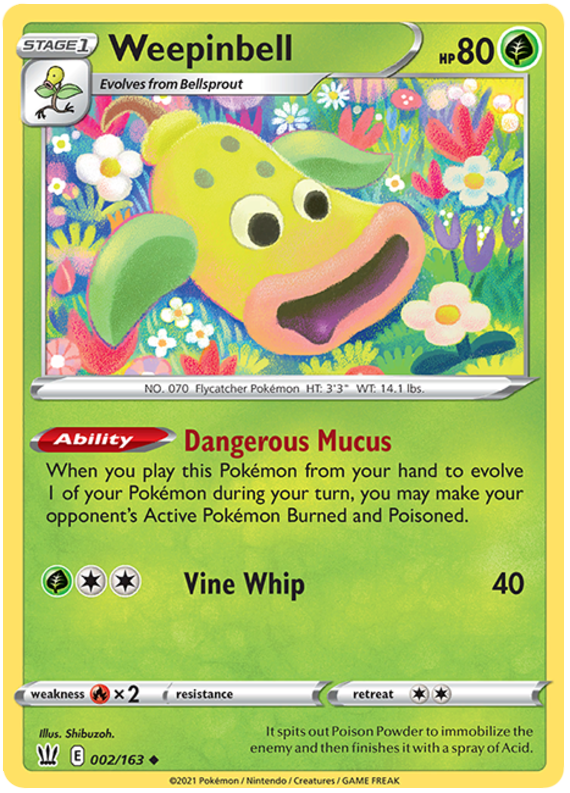 STAGE1 Weepinbell HP80
Evolves from Bellsprout
NO. 070 Flycatcher Pokémon HT: 3'3" WT: 14.1 lbs.
Ability Dangerous Mucus
When you play this Pokémon from your hand to evolve
1 of your Pokémon during your turn, you may make your
opponent's Active Pokémon Burned and Poisoned.
Vine Whip 40
weakness ×2 resistance retreat
Illus. Shibuzoh.
It spits out Poison Powder to immobilize the
enemy and then finishes it with a spray of Acid.
E 002/163
©2021 Pokémon / Nintendo / Creatures / GAME FREAK